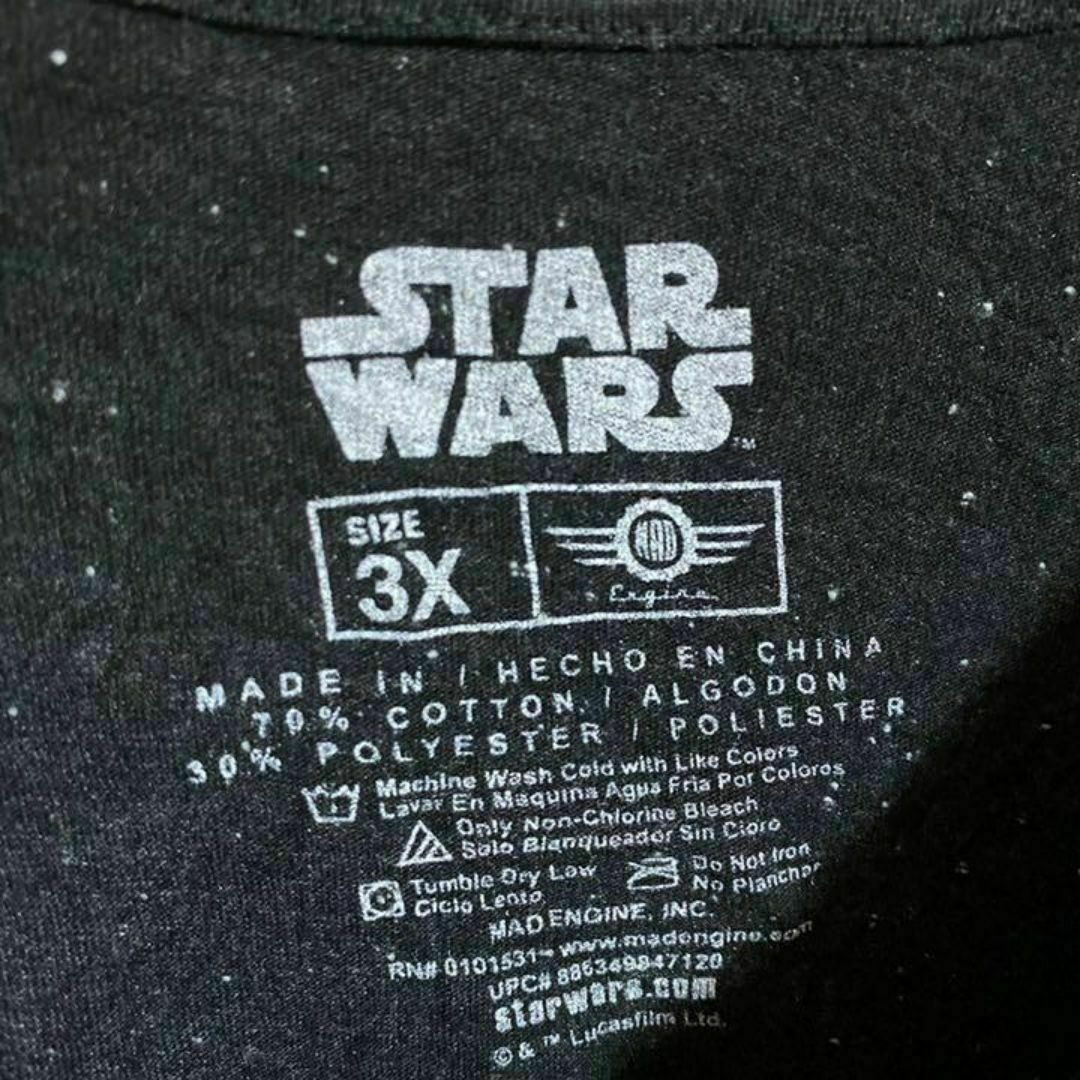 STAR
WARS
™
SIZE
3X
MAD
Engine
MADE IN / HECHO EN CHINA
70% COTTON / ALGODON
30% POLYESTER / POLIESTER
Machine Wash Cold with Like Colors
Lavar En Maquina Agua Fria Por Coloros
Only Non-Chlorine Bleach
Solo Blanqueador Sin Cloro
Tumble Dry Low
Ciclo Lento
Do Not Iron
No Planchar
MAD ENGINE, INC.
RN# 0101531 - www.madengine.com
UPC# 886349847120
starwars.com
© & ™ Lucasfilm Ltd.